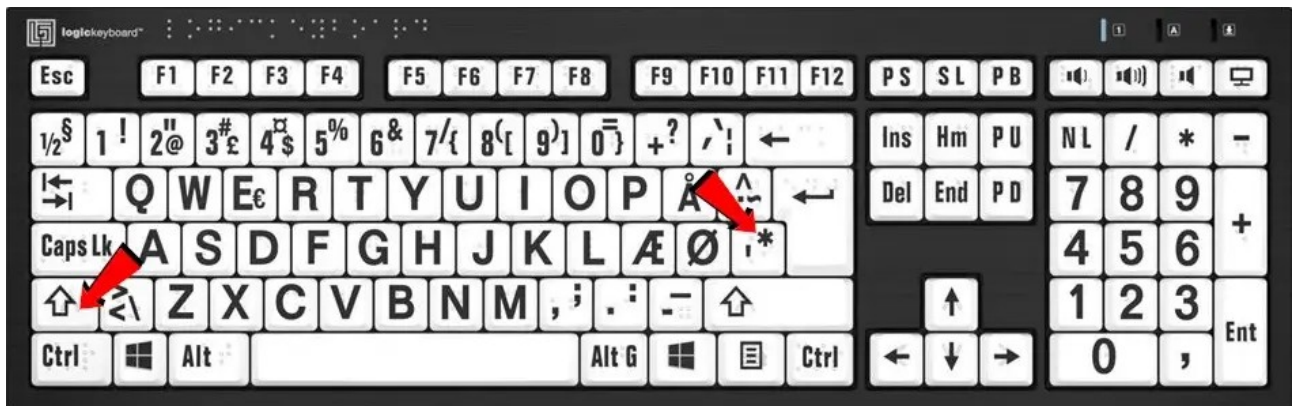 logickeyboard™ 1 A
Esc F1 F2 F3 F4 F5 F6 F7 F8 F9 F10 F11 F12 PS SL PB
½§ 1! 2"@ 3#£ 4¤$ 5% 6& 7/{ 8([ 9)] 0=} +? ´`¦ ← Ins Hm PU NL / * -
Q W E€ R T Y U I O P Å ^¨~ Del End PD 7 8 9 +
Caps Lk A S D F G H J K L Æ Ø '* 4 5 6
>\ Z X C V B N M ,; .: -_ ↑ 1 2 3 Ent
Ctrl Alt Alt G Ctrl ← ↓ → 0 ,